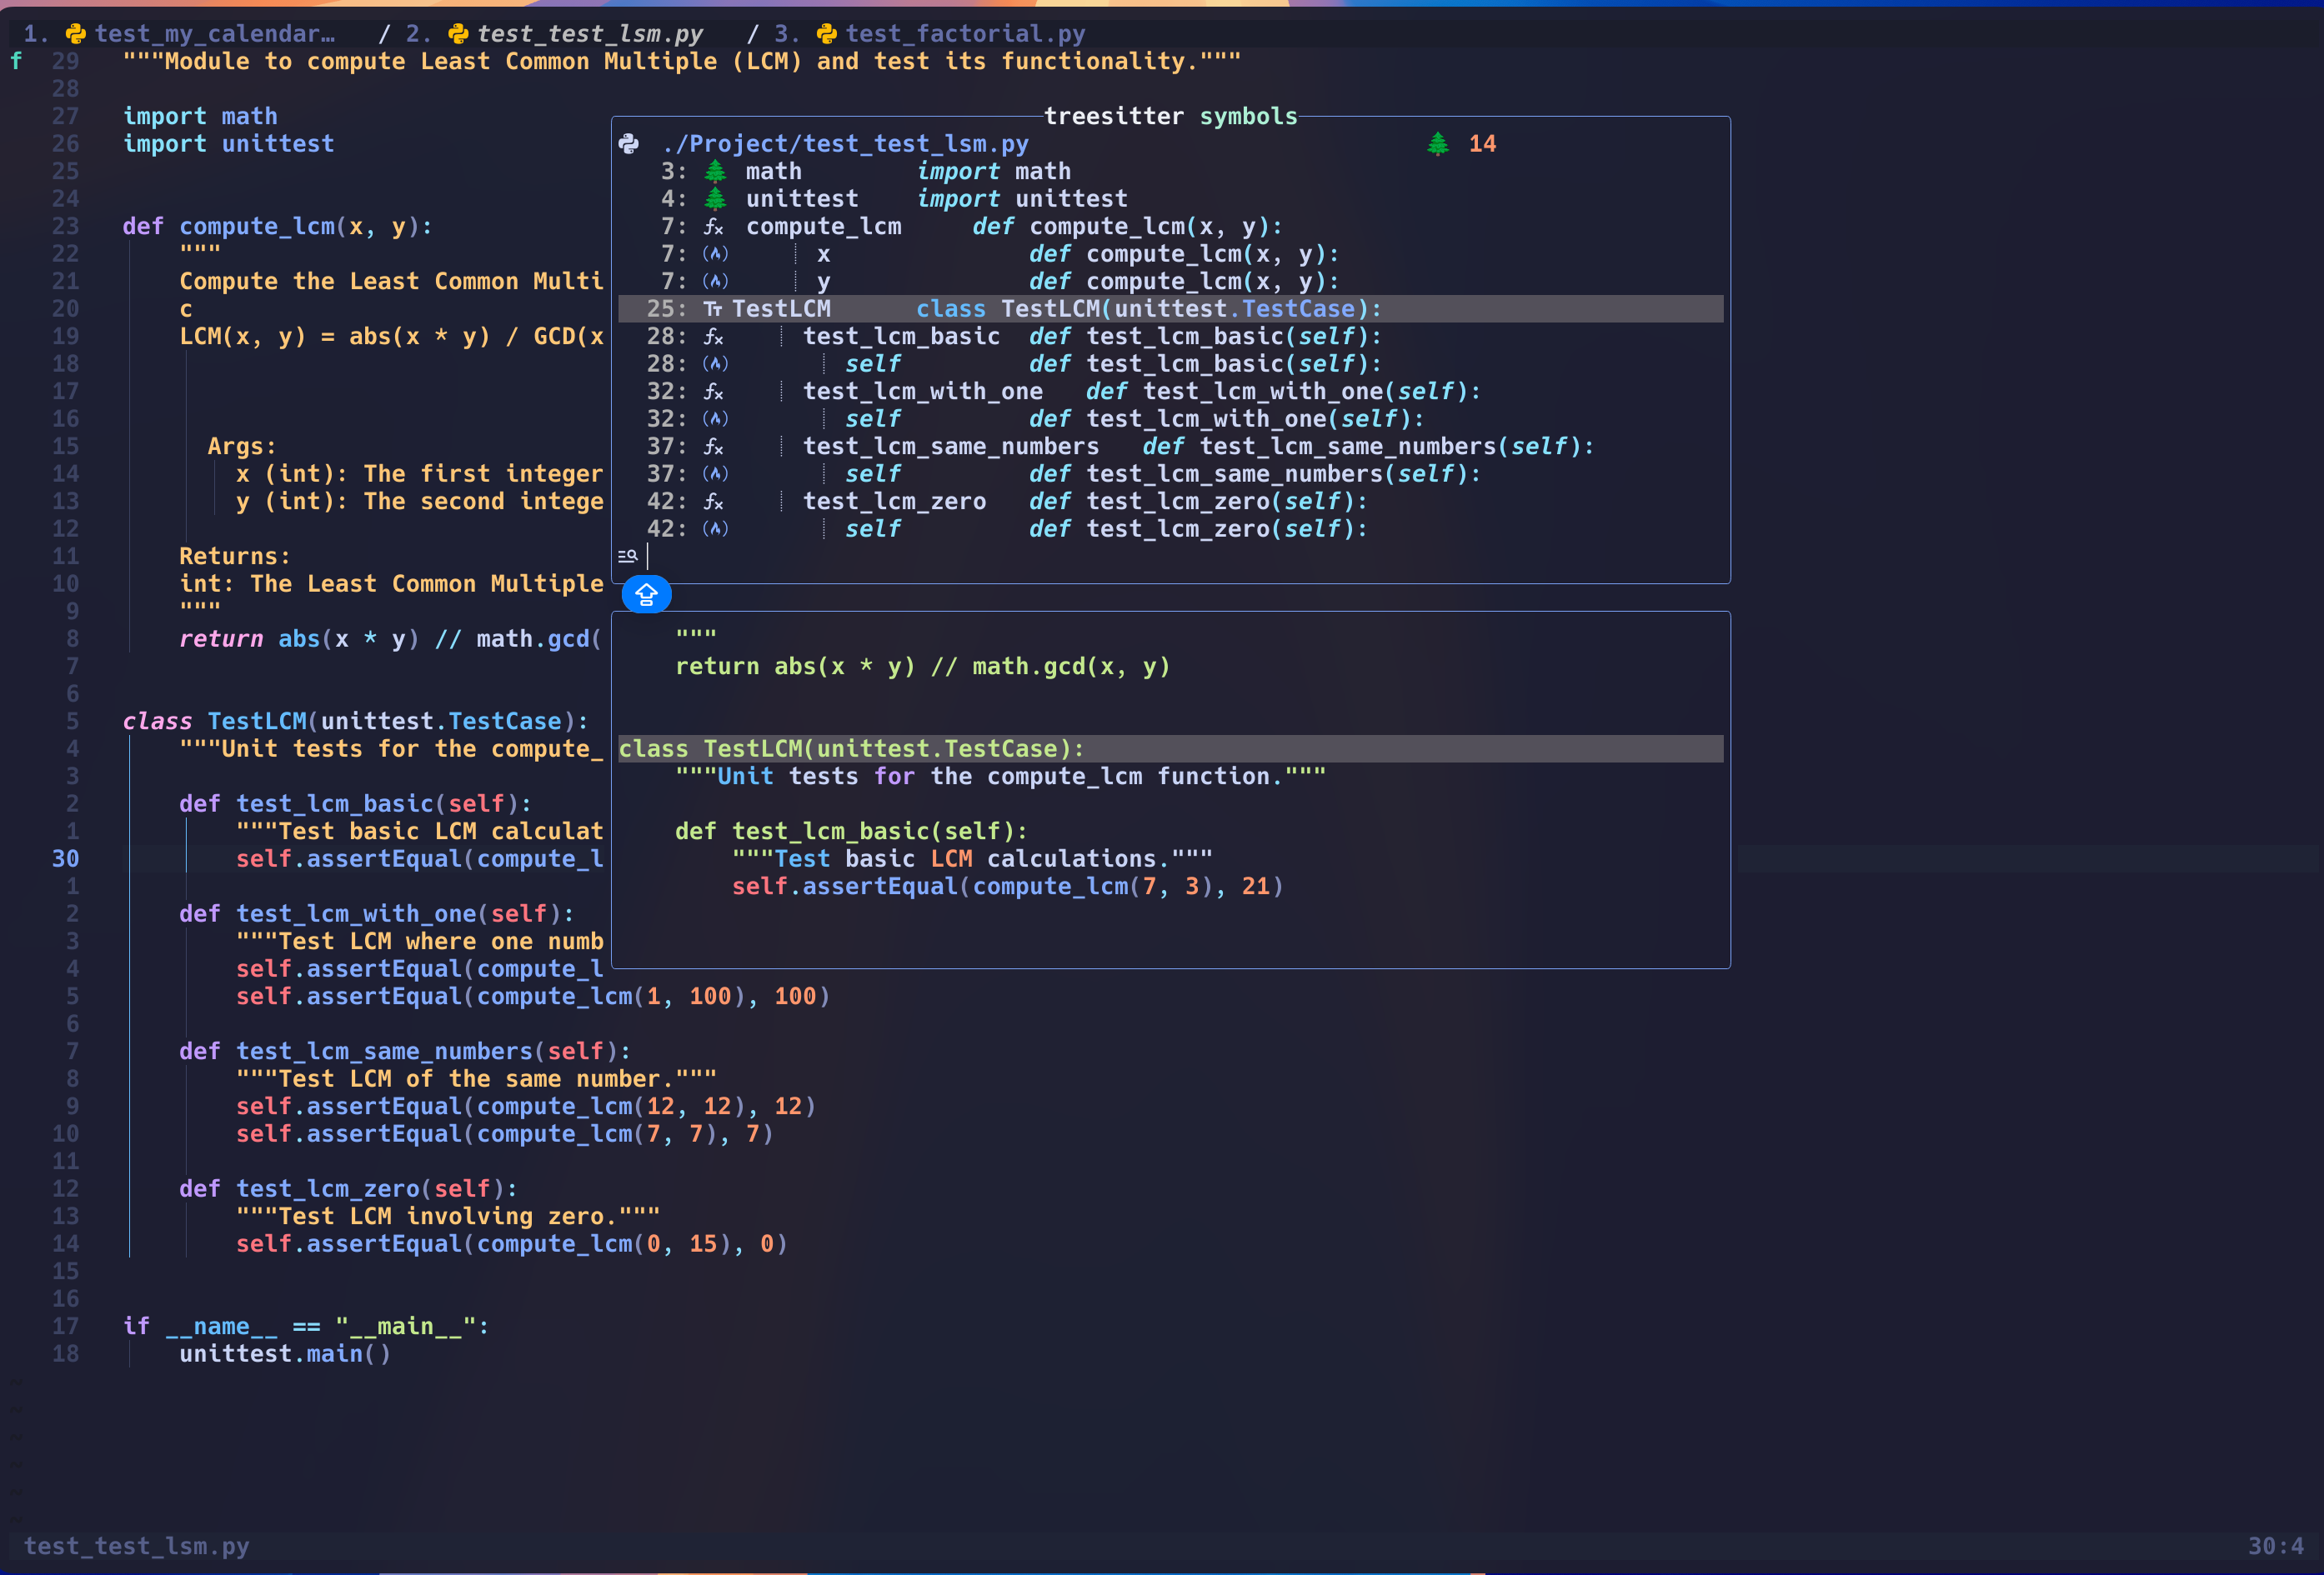 1. test_my_calendar… / 2. test_test_lsm.py / 3. test_factorial.py
f 29 """Module to compute Least Common Multiple (LCM) and test its functionality."""
28
27 import math
26 import unittest
25
24
23 def compute_lcm(x, y):
22 """
21 Compute the Least Common Multi
20 c
19 LCM(x, y) = abs(x * y) / GCD(x
18
17
16
15 Args:
14 x (int): The first integer
13 y (int): The second intege
12
11 Returns:
10 int: The Least Common Multiple
9 """
8 return abs(x * y) // math.gcd(
7
6
5 class TestLCM(unittest.TestCase):
4 """Unit tests for the compute_
3
2 def test_lcm_basic(self):
1 """Test basic LCM calculat
30 self.assertEqual(compute_l
1
2 def test_lcm_with_one(self):
3 """Test LCM where one numb
4 self.assertEqual(compute_l
5 self.assertEqual(compute_lcm(1, 100), 100)
6
7 def test_lcm_same_numbers(self):
8 """Test LCM of the same number."""
9 self.assertEqual(compute_lcm(12, 12), 12)
10 self.assertEqual(compute_lcm(7, 7), 7)
11
12 def test_lcm_zero(self):
13 """Test LCM involving zero."""
14 self.assertEqual(compute_lcm(0, 15), 0)
15
16
17 if __name__ == "__main__":
18 unittest.main()
treesitter symbols
./Project/test_test_lsm.py 14
3: math import math
4: unittest import unittest
7: compute_lcm def compute_lcm(x, y):
7: x def compute_lcm(x, y):
7: y def compute_lcm(x, y):
25: TestLCM class TestLCM(unittest.TestCase):
28: test_lcm_basic def test_lcm_basic(self):
28: self def test_lcm_basic(self):
32: test_lcm_with_one def test_lcm_with_one(self):
32: self def test_lcm_with_one(self):
37: test_lcm_same_numbers def test_lcm_same_numbers(self):
37: self def test_lcm_same_numbers(self):
42: test_lcm_zero def test_lcm_zero(self):
42: self def test_lcm_zero(self):
"""
return abs(x * y) // math.gcd(x, y)
class TestLCM(unittest.TestCase):
"""Unit tests for the compute_lcm function."""
def test_lcm_basic(self):
"""Test basic LCM calculations."""
self.assertEqual(compute_lcm(7, 3), 21)
test_test_lsm.py 30:4